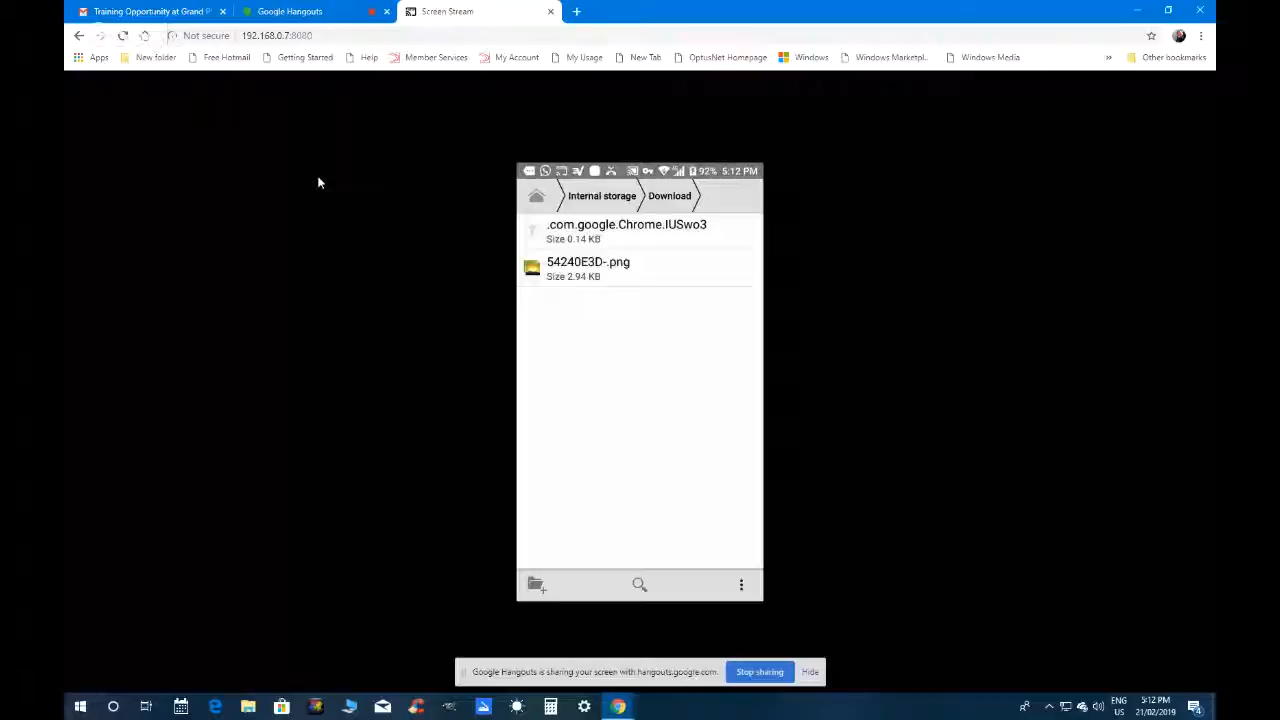 Training Opportunity at Grand P
Google Hangouts
Screen Stream
Not secure
192.168.0.7:8080
Apps
New folder
Free Hotmail
Getting Started
Help
Member Services
My Account
My Usage
New Tab
OptusNet Homepage
Windows
Windows Marketpl..
Windows Media
»
Other bookmarks
92% 5:12 PM
Internal storage
Download
.com.google.Chrome.IUSwo3
Size 0.14 KB
54240E3D-.png
Size 2.94 KB
Google Hangouts is sharing your screen with hangouts.google.com.
Stop sharing
Hide
ENG
US
5:12 PM
21/02/2019